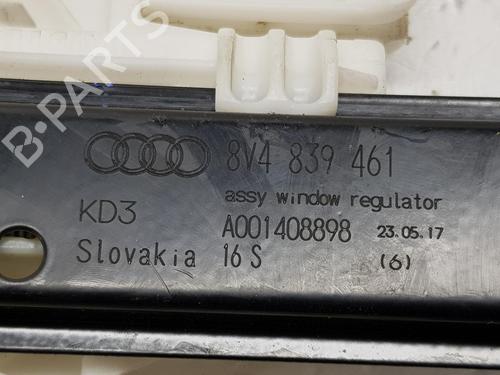 B-PARTS
8V4 839 461
assy window regulator
KD3 A001408898 23.05.17
Slovakia 16 S (6)